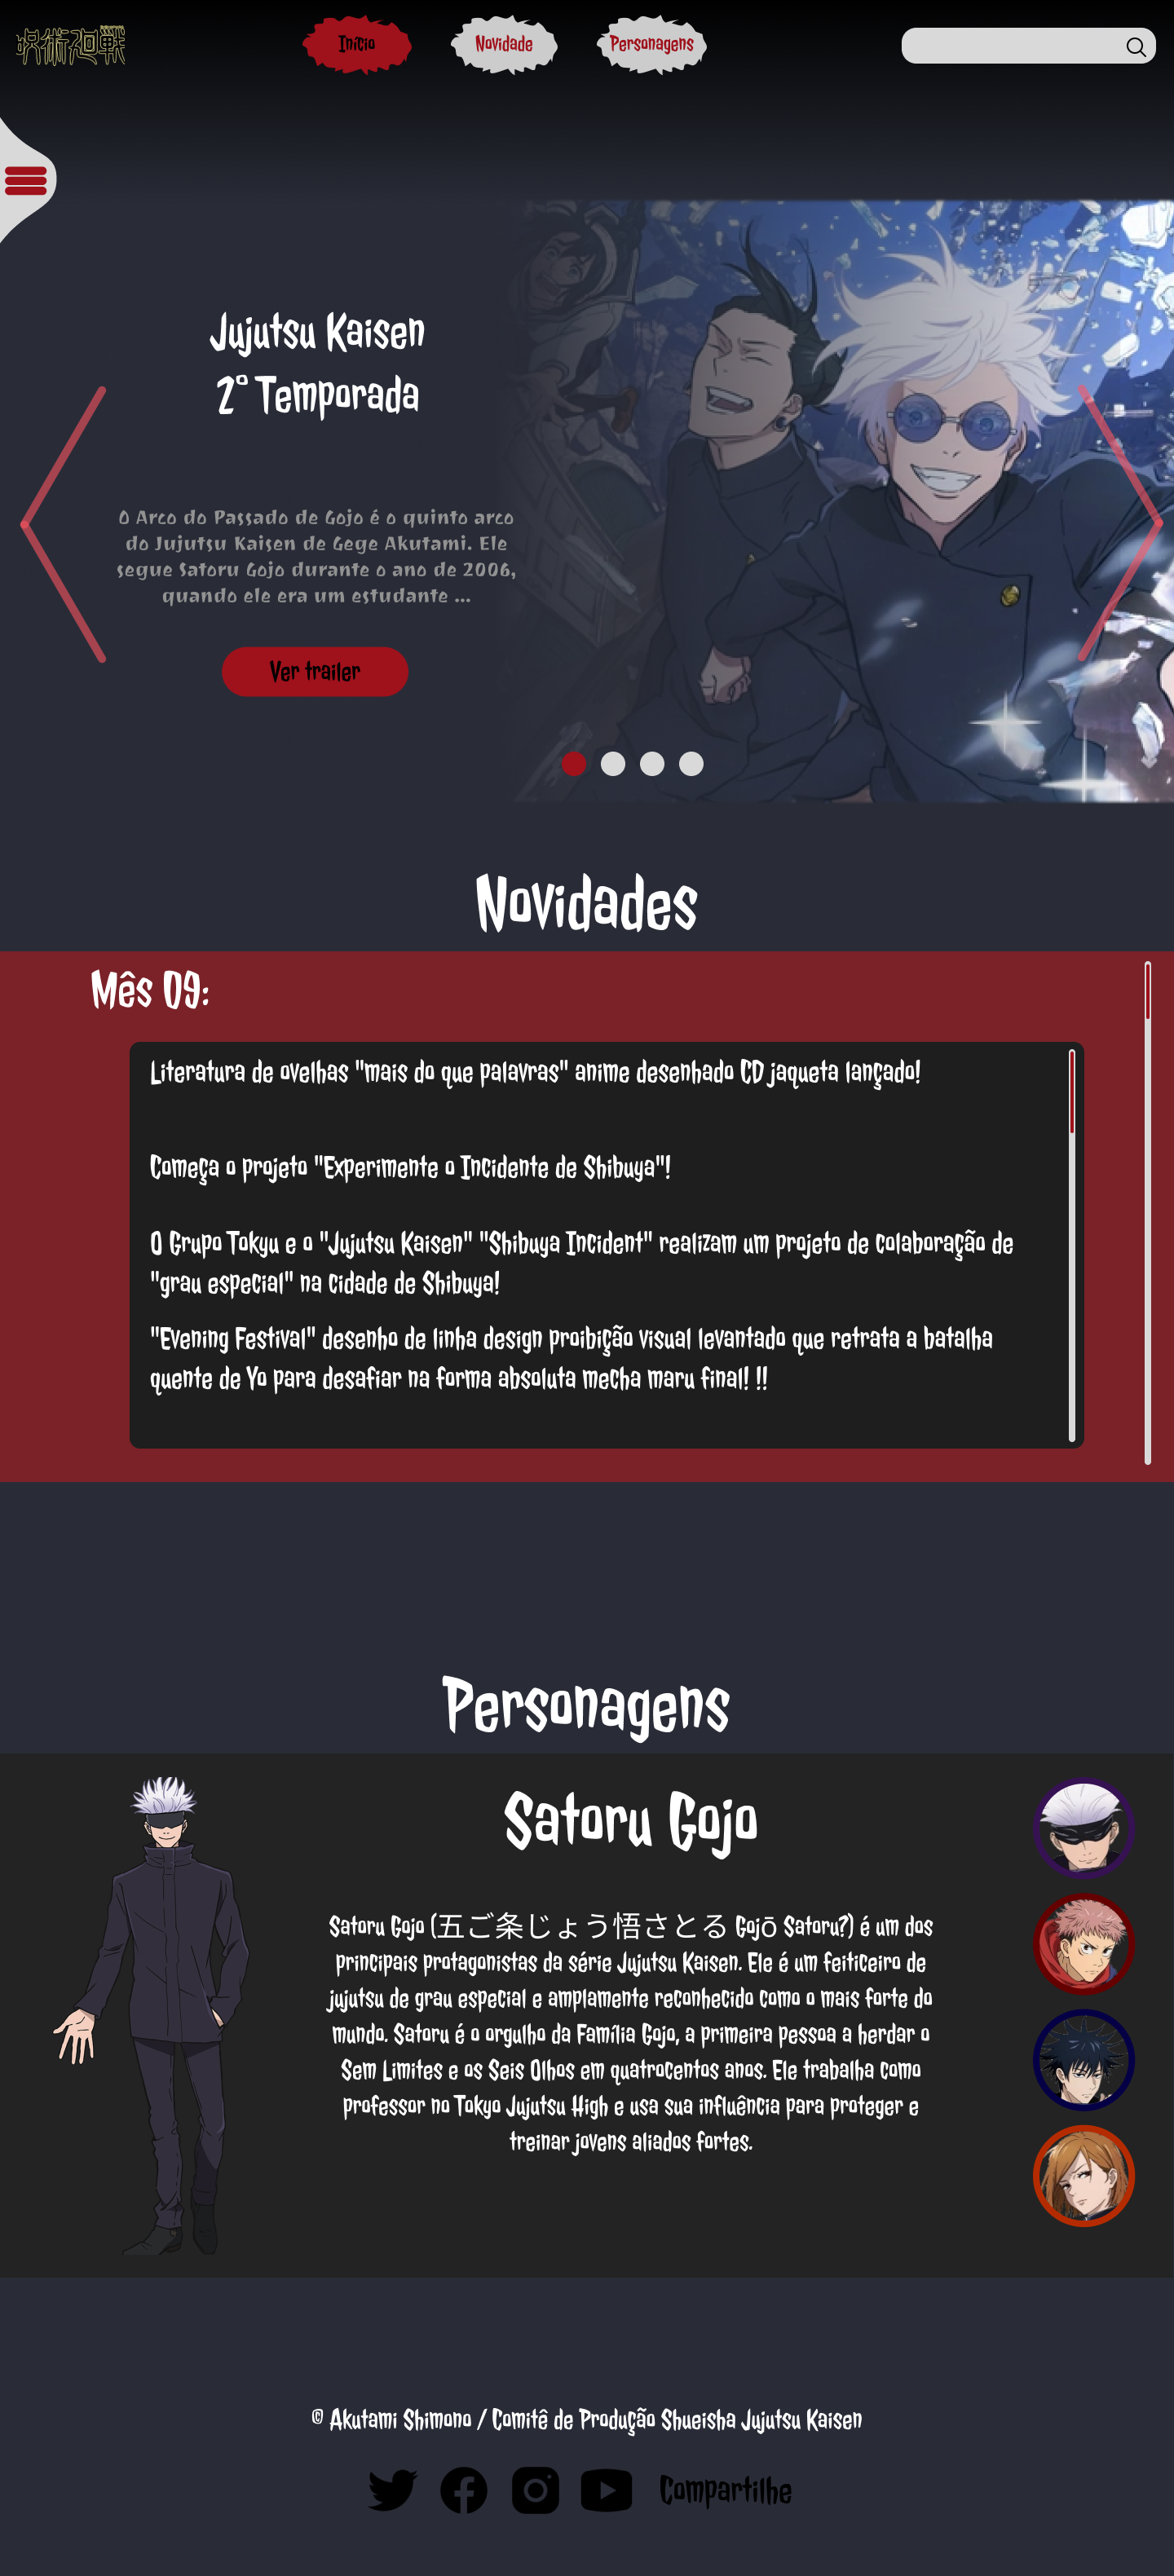 呪術廻戦
Início
Novidade
Personagens
Jujutsu Kaisen
2ª Temporada
O Arco do Passado de Gojo é o quinto arco
do Jujutsu Kaisen de Gege Akutami. Ele
segue Satoru Gojo durante o ano de 2006,
quando ele era um estudante ...
Ver trailer
Novidades
Mês 09:
Literatura de ovelhas "mais do que palavras" anime desenhado CD jaqueta lançado!
Começa o projeto "Experimente o Incidente de Shibuya"!
O Grupo Tokyu e o "Jujutsu Kaisen" "Shibuya Incident" realizam um projeto de colaboração de
"grau especial" na cidade de Shibuya!
"Evening Festival" desenho de linha design proibição visual levantado que retrata a batalha
quente de Yo para desafiar na forma absoluta mecha maru final! !!
Personagens
Satoru Gojo
Satoru Gojo (五ご条じょう悟さとる Gojō Satoru?) é um dos
principais protagonistas da série Jujutsu Kaisen. Ele é um feiticeiro de
jujutsu de grau especial e amplamente reconhecido como o mais forte do
mundo. Satoru é o orgulho da Família Gojo, a primeira pessoa a herdar o
Sem Limites e os Seis Olhos em quatrocentos anos. Ele trabalha como
professor no Tokyo Jujutsu High e usa sua influência para proteger e
treinar jovens aliados fortes.
© Akutami Shimono / Comitê de Produção Shueisha Jujutsu Kaisen
Compartilhe